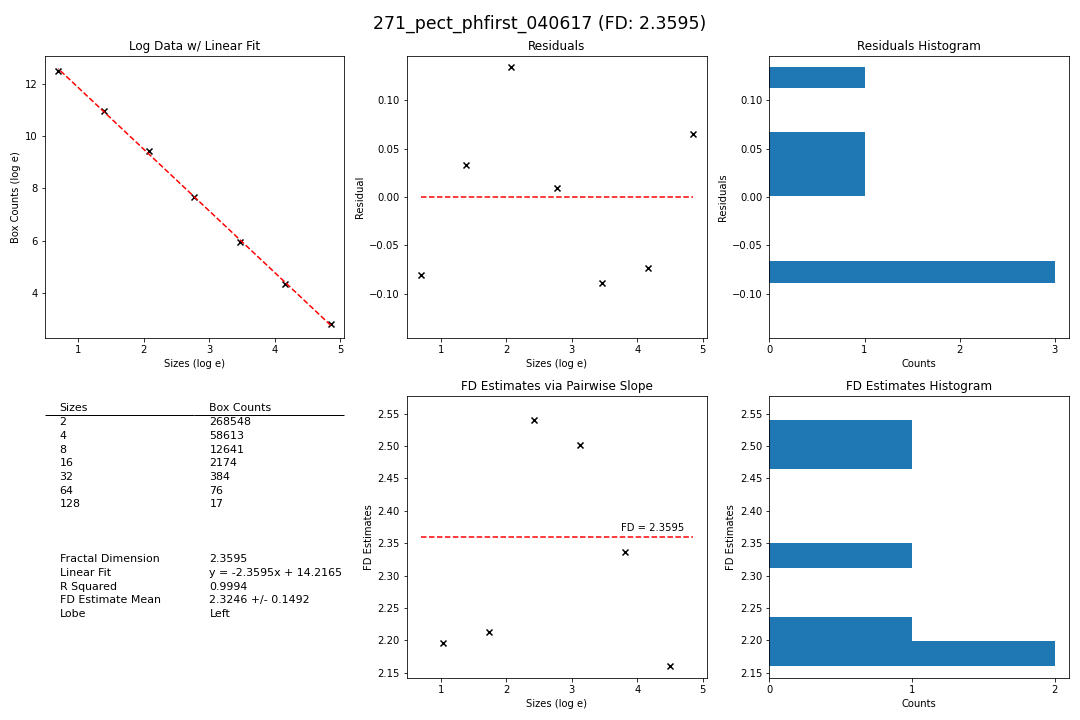 271_pect_phfirst_040617 (FD: 2.3595)
Log Data w/ Linear Fit
12
10
8
6
4
Box Counts (log e)
1 2 3 4 5
Sizes (log e)
Residuals
0.10
0.05
0.00
−0.05
−0.10
Residual
1 2 3 4 5
Sizes (log e)
Residuals Histogram
0.10
0.05
0.00
−0.05
−0.10
Residuals
0 1 2 3
Counts
Sizes Box Counts
2 268548
4 58613
8 12641
16 2174
32 384
64 76
128 17
Fractal Dimension 2.3595
Linear Fit y = -2.3595x + 14.2165
R Squared 0.9994
FD Estimate Mean 2.3246 +/- 0.1492
Lobe Left
FD Estimates via Pairwise Slope
2.55
2.50
2.45
2.40
2.35
2.30
2.25
2.20
2.15
FD Estimates
FD = 2.3595
1 2 3 4 5
Sizes (log e)
FD Estimates Histogram
2.55
2.50
2.45
2.40
2.35
2.30
2.25
2.20
2.15
FD Estimates
0 1 2
Counts